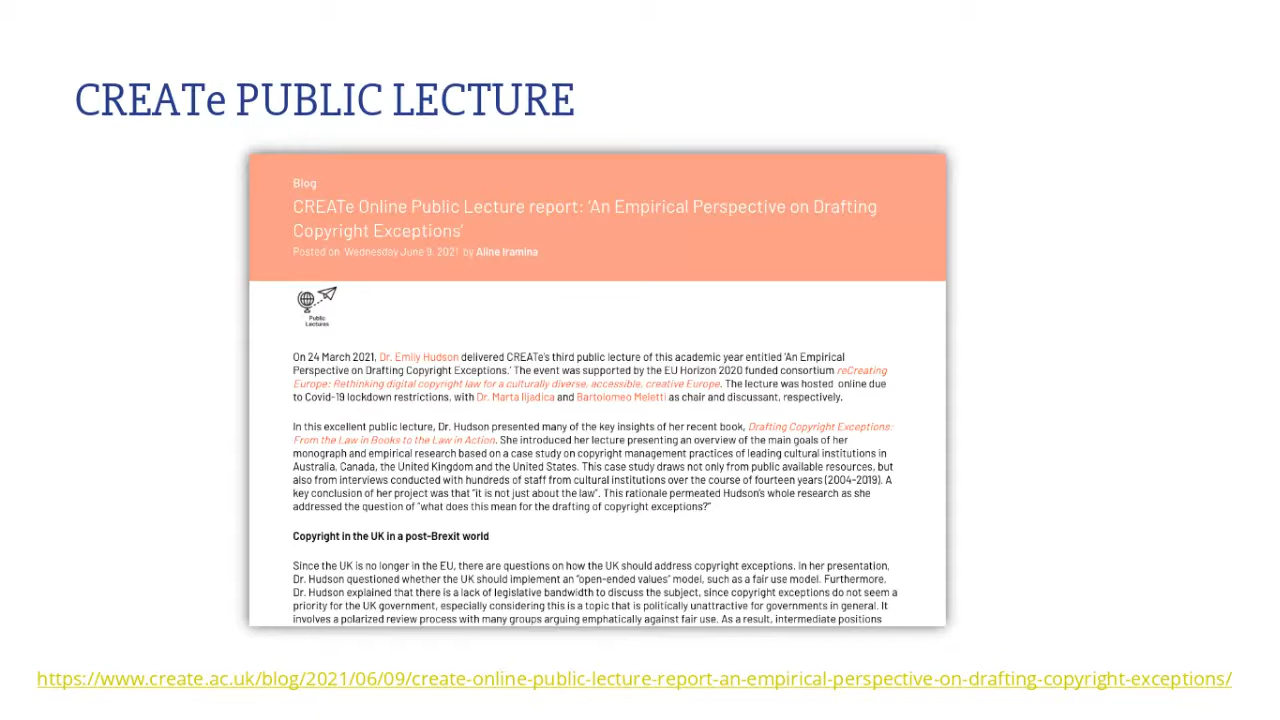 CREATe PUBLIC LECTURE
Blog
CREATe Online Public Lecture report: ‘An Empirical Perspective on Drafting
Copyright Exceptions’
Posted on Wednesday June 9, 2021 by Aline Iramina
Public
Lectures
On 24 March 2021, Dr. Emily Hudson delivered CREATe’s third public lecture of this academic year entitled ‘An Empirical
Perspective on Drafting Copyright Exceptions.’ The event was supported by the EU Horizon 2020 funded consortium reCreating
Europe: Rethinking digital copyright law for a culturally diverse, accessible, creative Europe. The lecture was hosted online due
to Covid-19 lockdown restrictions, with Dr. Marta Iljadica and Bartolomeo Meletti as chair and discussant, respectively.
In this excellent public lecture, Dr. Hudson presented many of the key insights of her recent book, Drafting Copyright Exceptions:
From the Law in Books to the Law in Action. She introduced her lecture presenting an overview of the main goals of her
monograph and empirical research based on a case study on copyright management practices of leading cultural institutions in
Australia, Canada, the United Kingdom and the United States. This case study draws not only from public available resources, but
also from interviews conducted with hundreds of staff from cultural institutions over the course of fourteen years (2004-2019). A
key conclusion of her project was that “it is not just about the law”. This rationale permeated Hudson’s whole research as she
addressed the question of “what does this mean for the drafting of copyright exceptions?”
Copyright in the UK in a post-Brexit world
Since the UK is no longer in the EU, there are questions on how the UK should address copyright exceptions. In her presentation,
Dr. Hudson questioned whether the UK should implement an “open-ended values” model, such as a fair use model. Furthermore,
Dr. Hudson explained that there is a lack of legislative bandwidth to discuss the subject, since copyright exceptions do not seem a
priority for the UK government, especially considering this is a topic that is politically unattractive for governments in general. It
involves a polarized review process with many groups arguing emphatically against fair use. As a result, intermediate positions
https://www.create.ac.uk/blog/2021/06/09/create-online-public-lecture-report-an-empirical-perspective-on-drafting-copyright-exceptions/